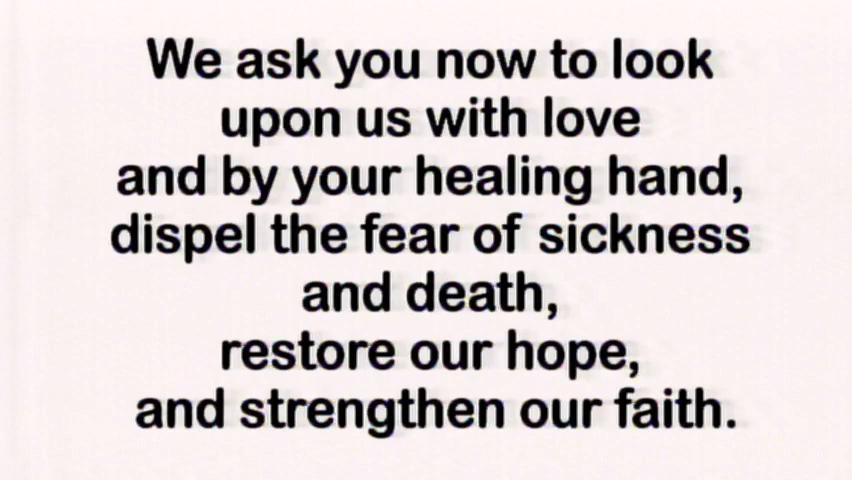 We ask you now to look
upon us with love
and by your healing hand,
dispel the fear of sickness
and death,
restore our hope,
and strengthen our faith.